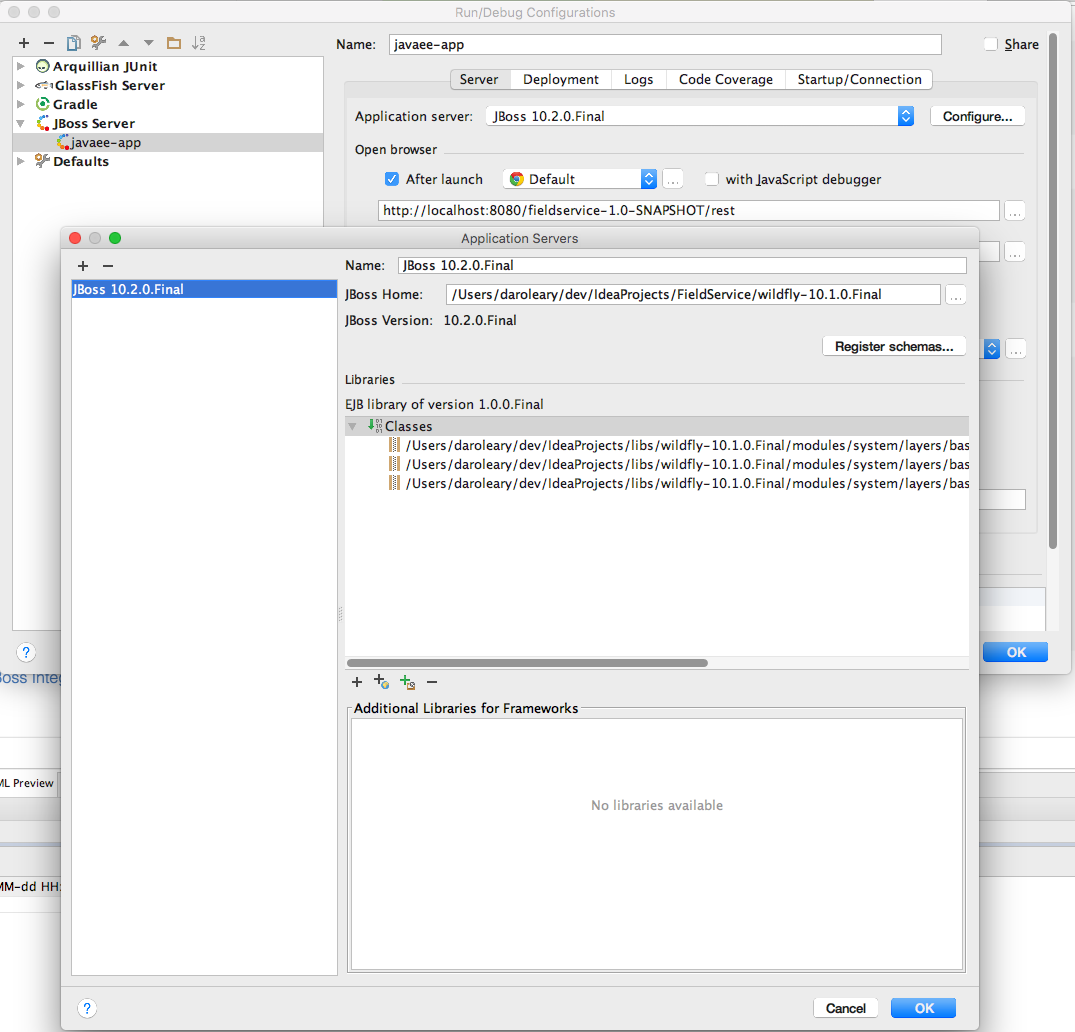 Run/Debug Configurations
Name: javaee-app Share
Arquillian JUnit
GlassFish Server
Gradle
JBoss Server
javaee-app
Defaults
Server Deployment Logs Code Coverage Startup/Connection
Application server: JBoss 10.2.0.Final Configure...
Open browser
After launch Default ... with JavaScript debugger
http://localhost:8080/fieldservice-1.0-SNAPSHOT/rest ...
...
...
? OK
Application Servers
JBoss 10.2.0.Final
Name: JBoss 10.2.0.Final
JBoss Home: /Users/daroleary/dev/IdeaProjects/FieldService/wildfly-10.1.0.Final ...
JBoss Version: 10.2.0.Final
Register schemas...
Libraries
EJB library of version 1.0.0.Final
Classes
/Users/daroleary/dev/IdeaProjects/libs/wildfly-10.1.0.Final/modules/system/layers/bas
/Users/daroleary/dev/IdeaProjects/libs/wildfly-10.1.0.Final/modules/system/layers/bas
/Users/daroleary/dev/IdeaProjects/libs/wildfly-10.1.0.Final/modules/system/layers/bas
Additional Libraries for Frameworks
No libraries available
? Cancel OK
Boss Integ
ML Preview
MM-dd HH: